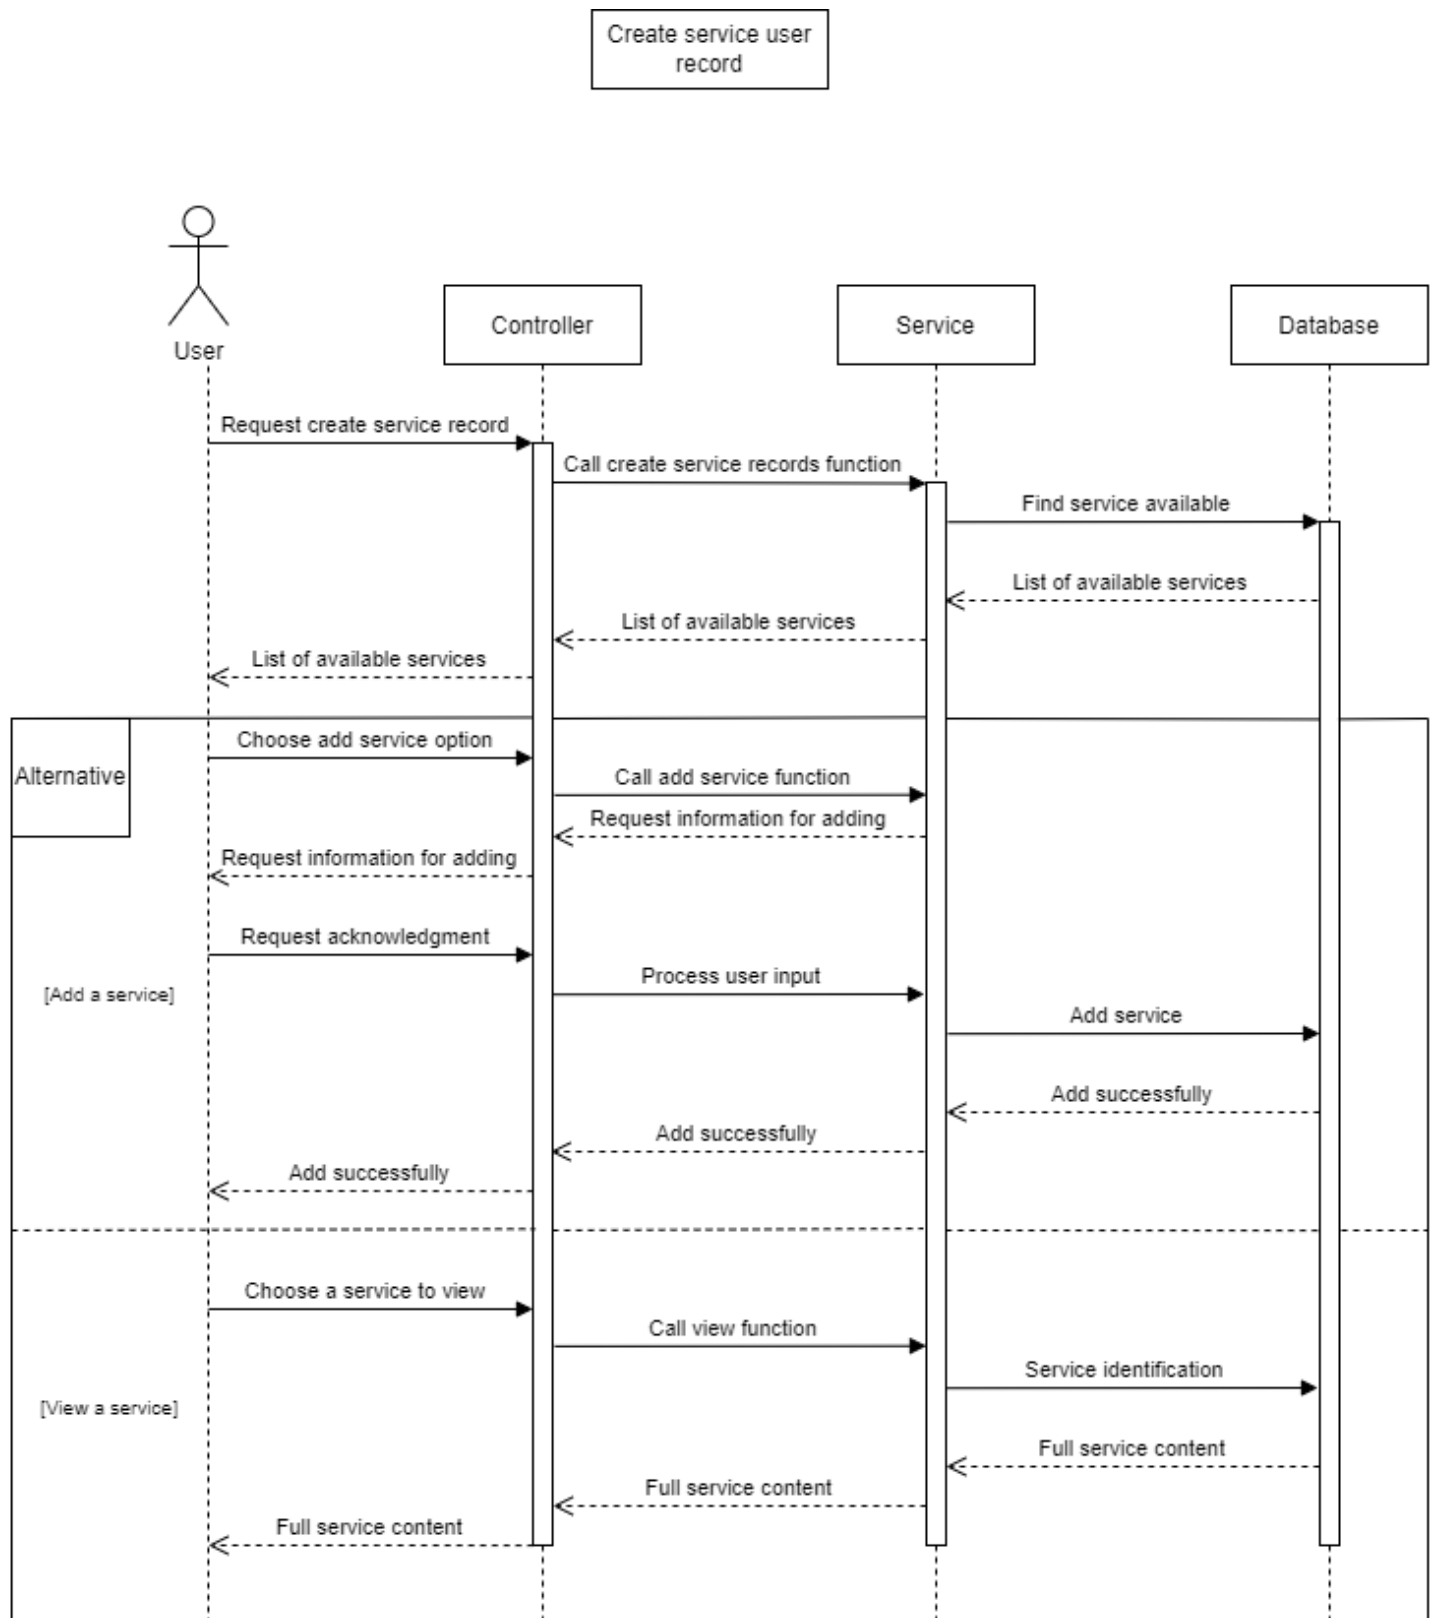 Create service user
record
User
Controller
Service
Database
Request create service record
Call create service records function
Find service available
List of available services
List of available services
List of available services
Alternative
Choose add service option
Call add service function
Request information for adding
Request information for adding
Request acknowledgment
Process user input
[Add a service]
Add service
Add successfully
Add successfully
Add successfully
Choose a service to view
Call view function
Service identification
[View a service]
Full service content
Full service content
Full service content